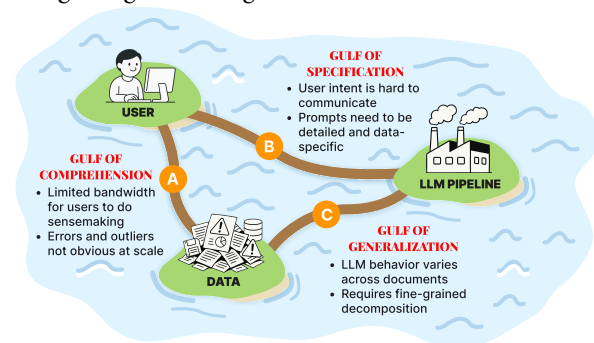 GULF OF
SPECIFICATION
• User intent is hard to
communicate
• Prompts need to be
detailed and data-
specific
USER
B
LLM PIPELINE
GULF OF
COMPREHENSION
• Limited bandwidth
for users to do
sensemaking
• Errors and outliers
not obvious at scale
A
C
DATA
GULF OF
GENERALIZATION
• LLM behavior varies
across documents
• Requires fine-grained
decomposition